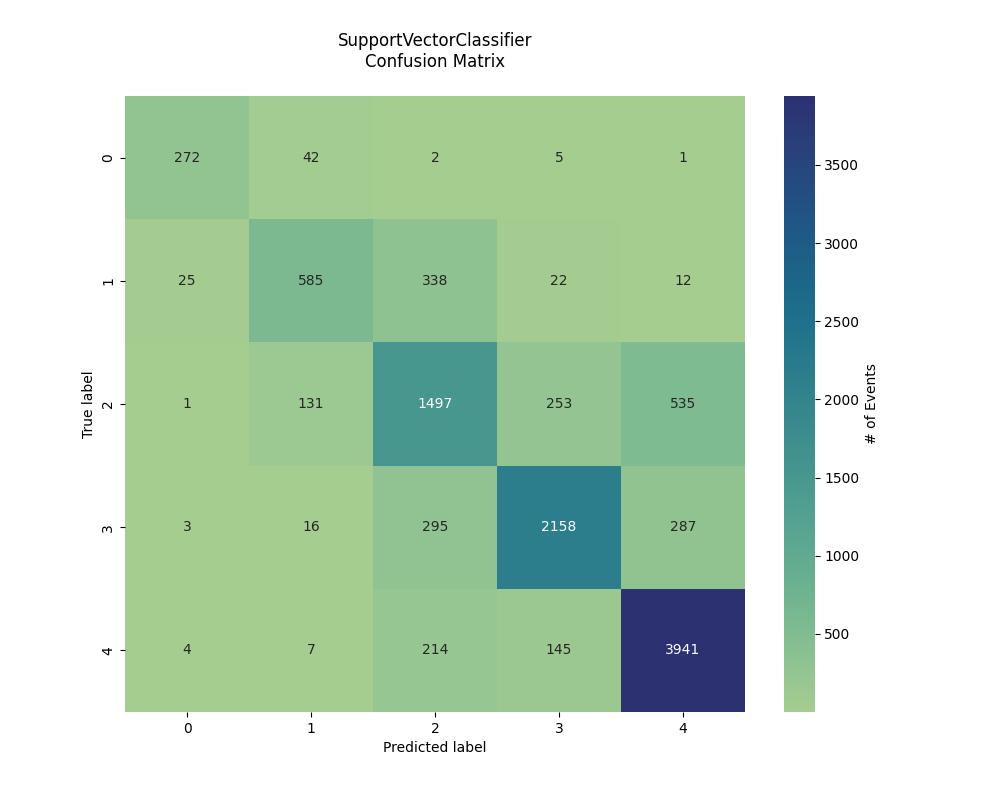 SupportVectorClassifier
Confusion Matrix
0 272 42 2 5 1
1 25 585 338 22 12
2 1 131 1497 253 535
3 3 16 295 2158 287
4 4 7 214 145 3941
0 1 2 3 4
Predicted label
True label
3500
3000
2500
2000
1500
1000
500
# of Events